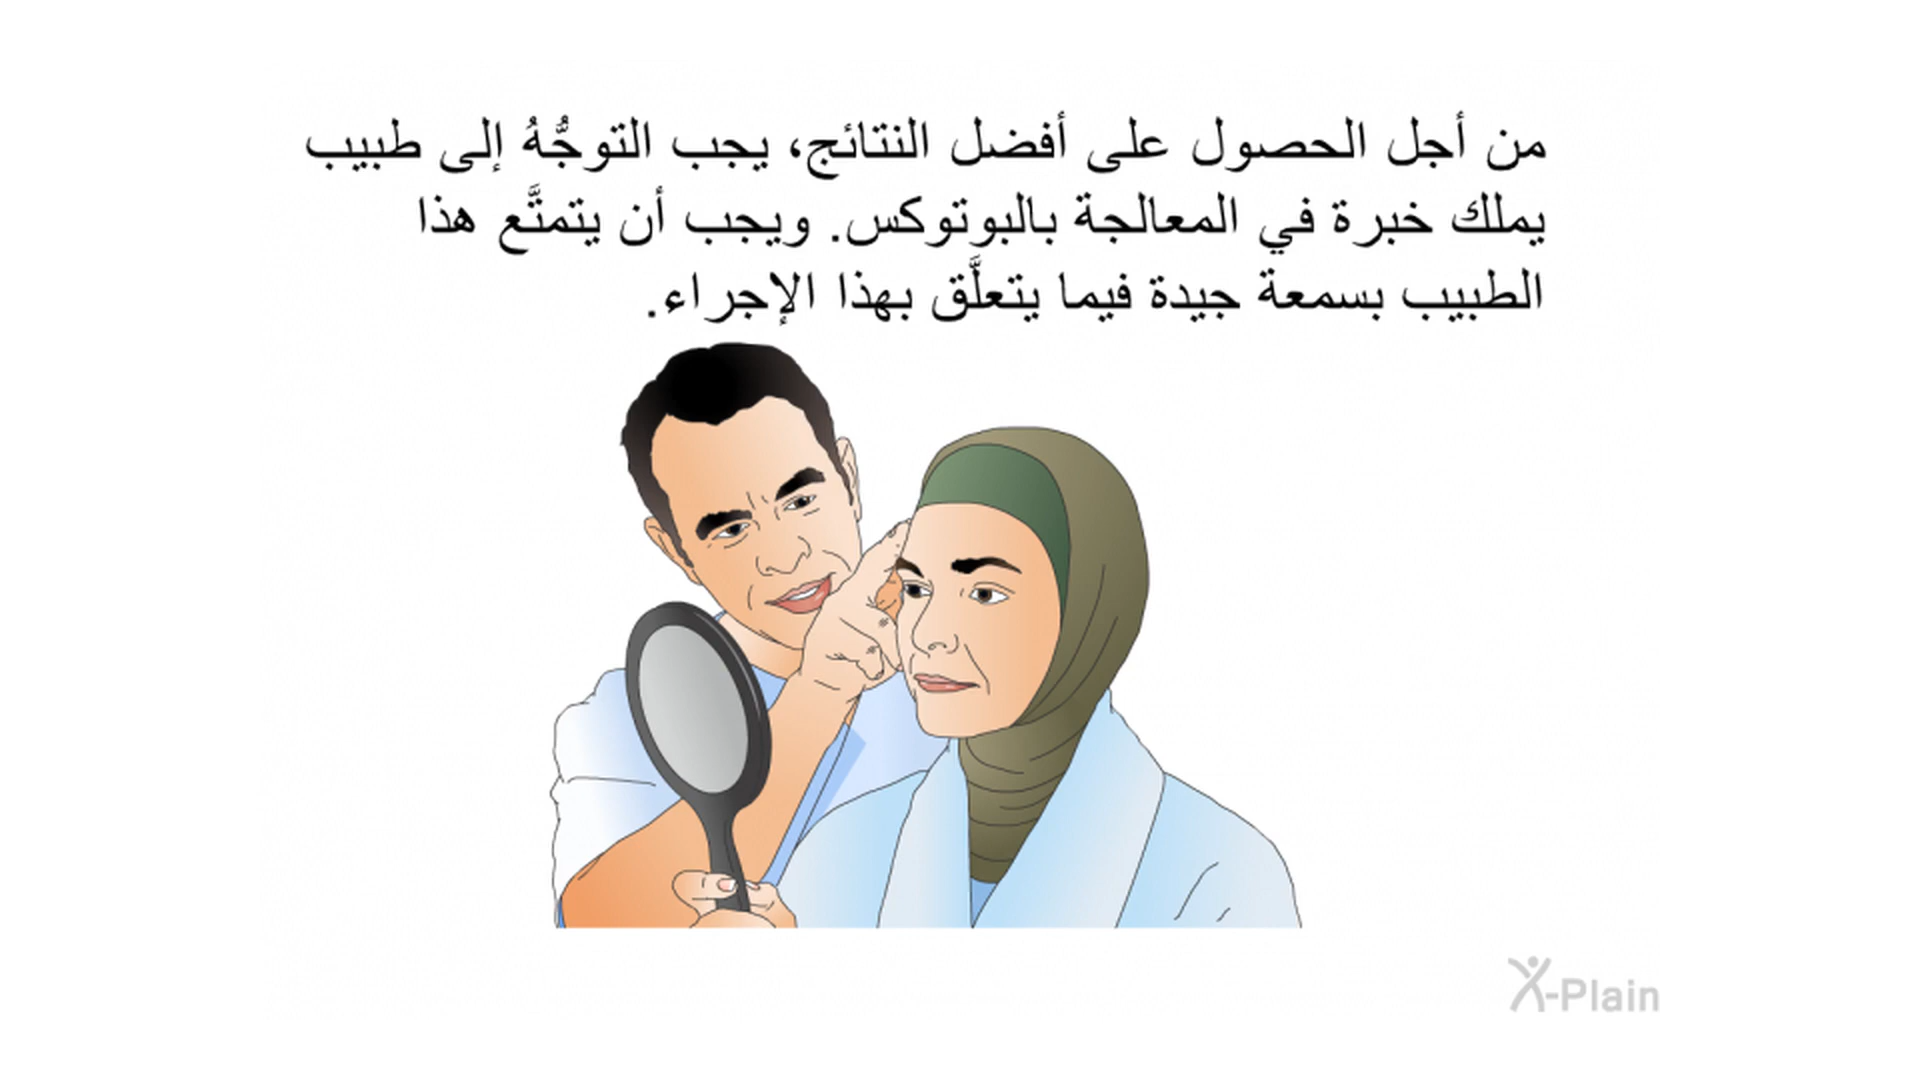 من أجل الحصول على أفضل النتائج، يجب التوجُّهُ إلى طبيب
يملك خبرة في المعالجة بالبوتوكس. ويجب أن يتمتَّع هذا
الطبيب بسمعة جيدة فيما يتعلَّق بهذا الإجراء.
X-Plain